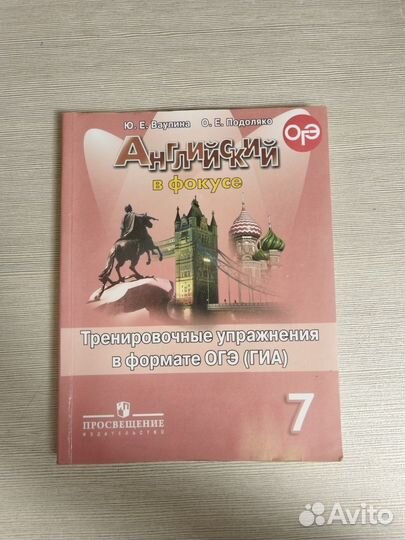 Ю. Е. Ваулина О. Е. Подоляко
ОГЭ
Английский
в фокусе
Тренировочные упражнения
в формате ОГЭ (ГИА)
7
ПРОСВЕЩЕНИЕ
ИЗДАТЕЛЬСТВО
Avito